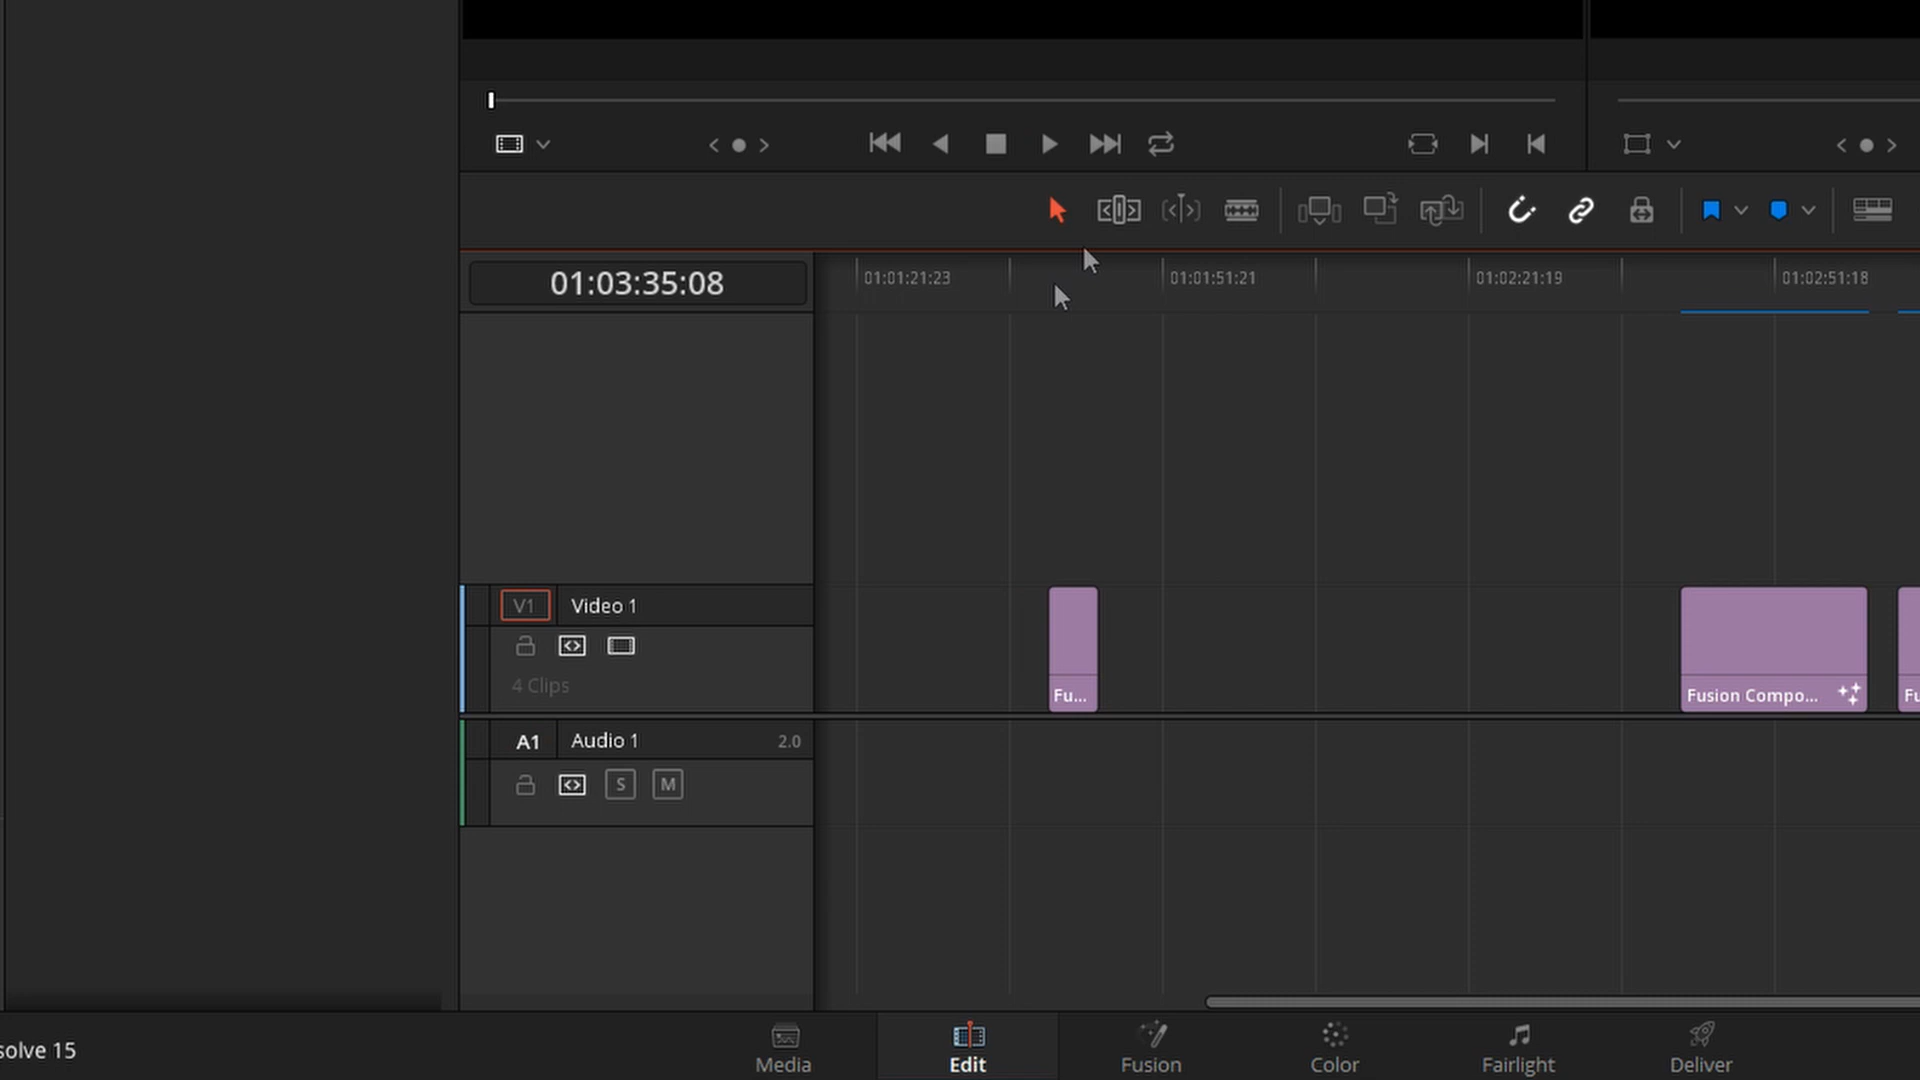 01:03:35:08
01:01:21:23
01:01:51:21
01:02:21:19
01:02:51:18
V1
Video 1
4 Clips
Fu...
Fusion Compo...
Fu
A1
Audio 1
2.0
S
M
solve 15
Media
Edit
Fusion
Color
Fairlight
Deliver